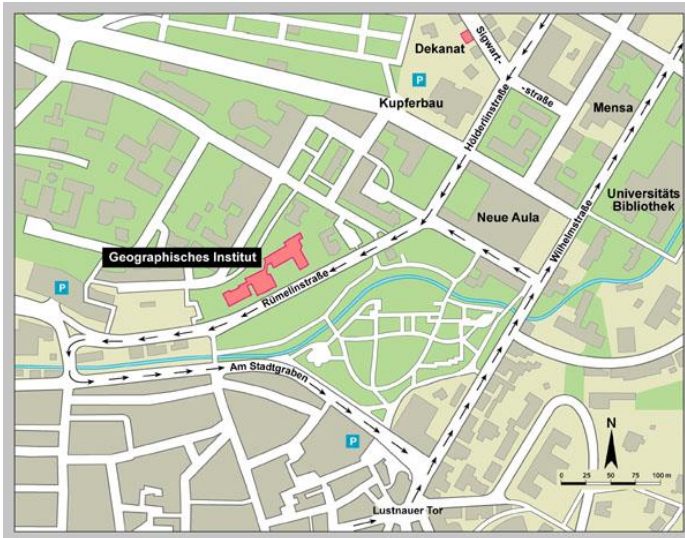 Sigwart-
Dekanat
-straße
P
Kupferbau
Hölderlinstraße
Mensa
Universitäts
Bibliothek
Neue Aula
Wilhelmstraße
Geographisches Institut
P
Rümelinstraße
Am Stadtgraben
N
P
0 25 50 75 100 m
Lustnauer Tor